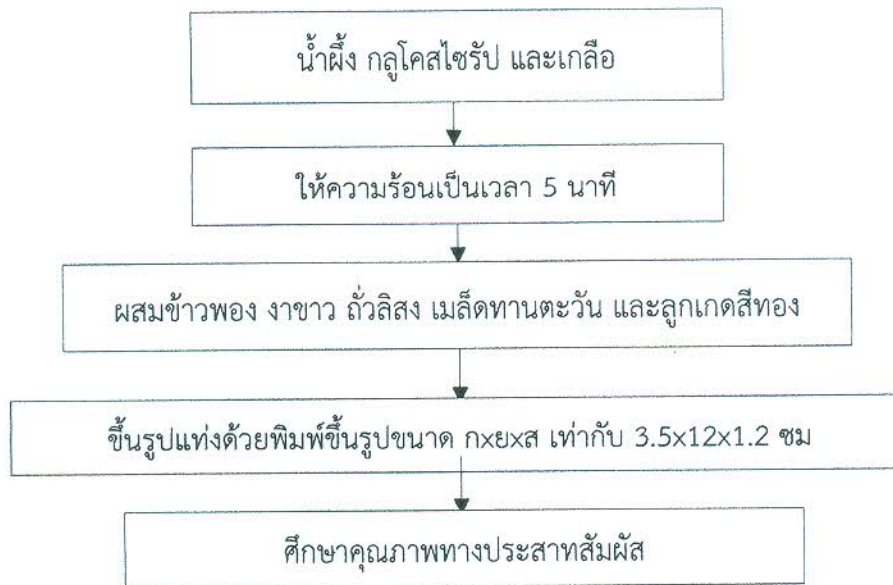 น้ำผึ้ง กลูโคสไซรัป และเกลือ
ให้ความร้อนเป็นเวลา 5 นาที
ผสมข้าวพอง งาขาว ถั่วลิสง เมล็ดทานตะวัน และลูกเกดสีทอง
ขึ้นรูปแท่งด้วยพิมพ์ขึ้นรูปขนาด กxยxส เท่ากับ 3.5x12x1.2 ซม
ศึกษาคุณภาพทางประสาทสัมผัส